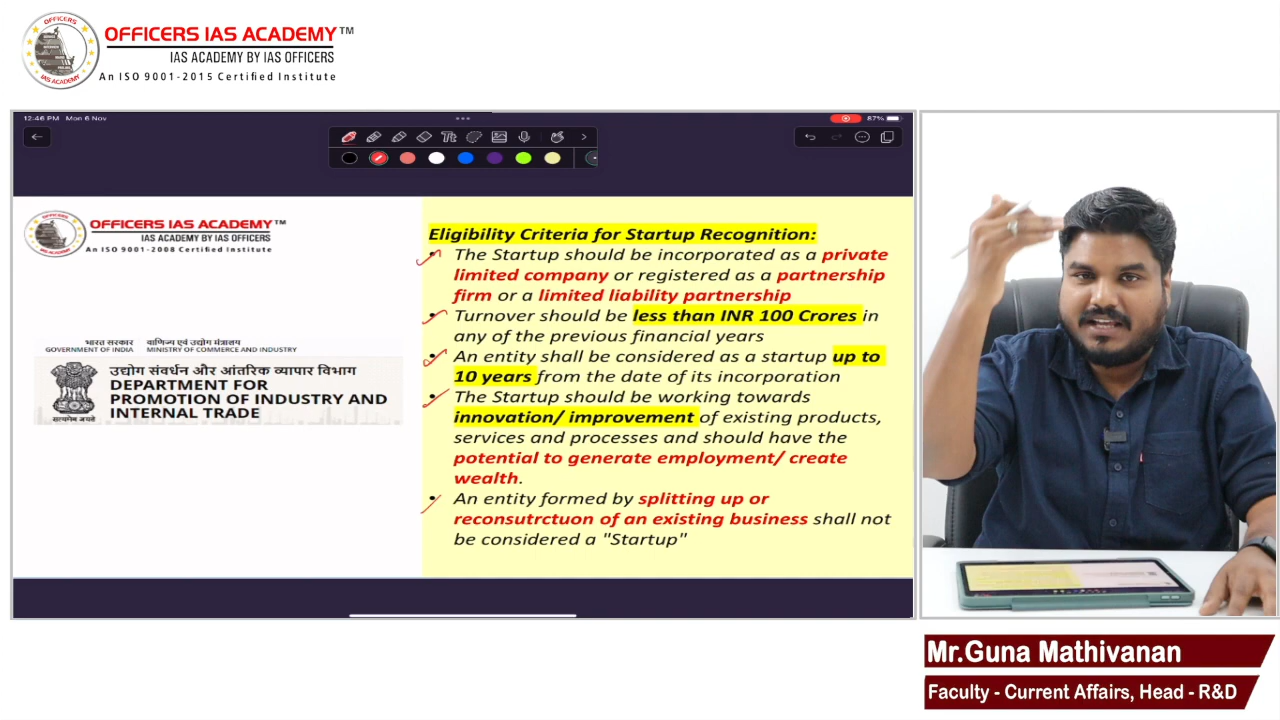 OFFICERS
IAS ACADEMY
OFFICERS IAS ACADEMY™
IAS ACADEMY BY IAS OFFICERS
An ISO 9001-2015 Certified Institute
12:46 PM Mon 6 Nov
87%
OFFICERS IAS ACADEMY™
IAS ACADEMY BY IAS OFFICERS
An ISO 9001-2008 Certified Institute
भारत सरकार वाणिज्य एवं उद्योग मंत्रालय
GOVERNMENT OF INDIA MINISTRY OF COMMERCE AND INDUSTRY
उद्योग संवर्धन और आंतरिक व्यापार विभाग
DEPARTMENT FOR
PROMOTION OF INDUSTRY AND
INTERNAL TRADE
सत्यमेव जयते
Eligibility Criteria for Startup Recognition:
• The Startup should be incorporated as a private
limited company or registered as a partnership
firm or a limited liability partnership
• Turnover should be less than INR 100 Crores in
any of the previous financial years
• An entity shall be considered as a startup up to
10 years from the date of its incorporation
• The Startup should be working towards
innovation/ improvement of existing products,
services and processes and should have the
potential to generate employment/ create
wealth.
• An entity formed by splitting up or
reconsutrctuon of an existing business shall not
be considered a "Startup"
Mr.Guna Mathivanan
Faculty - Current Affairs, Head - R&D